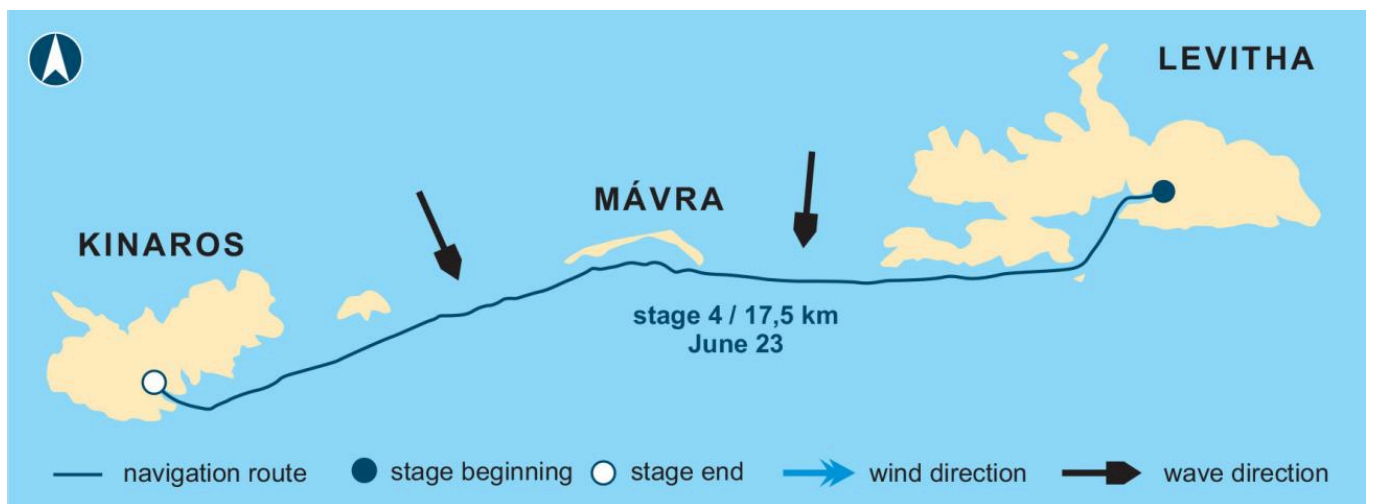 LEVITHA
MÁVRA
KINAROS
stage 4 / 17,5 km
June 23
navigation route stage beginning stage end wind direction wave direction